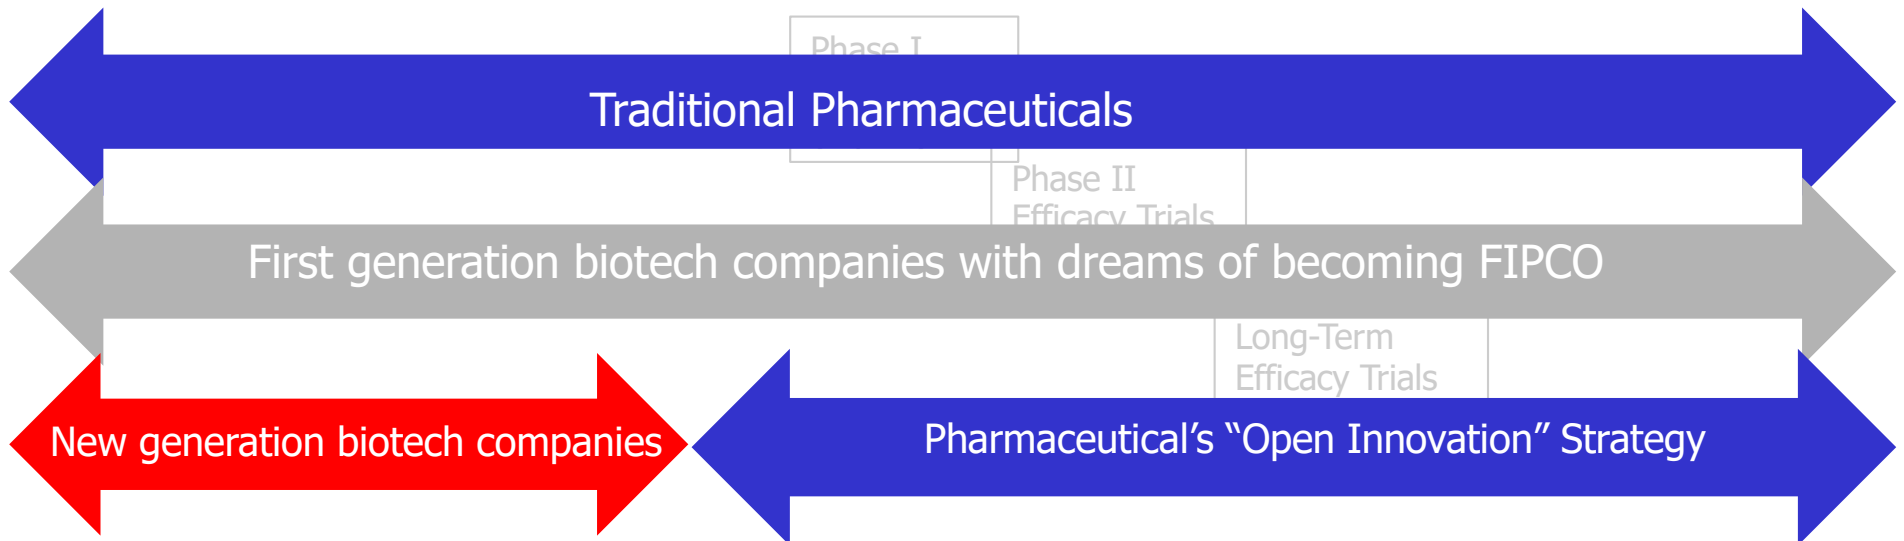 Phase I
Traditional Pharmaceuticals
Phase II
Efficacy Trials
First generation biotech companies with dreams of becoming FIPCO
Long-Term
Efficacy Trials
New generation biotech companies
Pharmaceutical’s “Open Innovation” Strategy